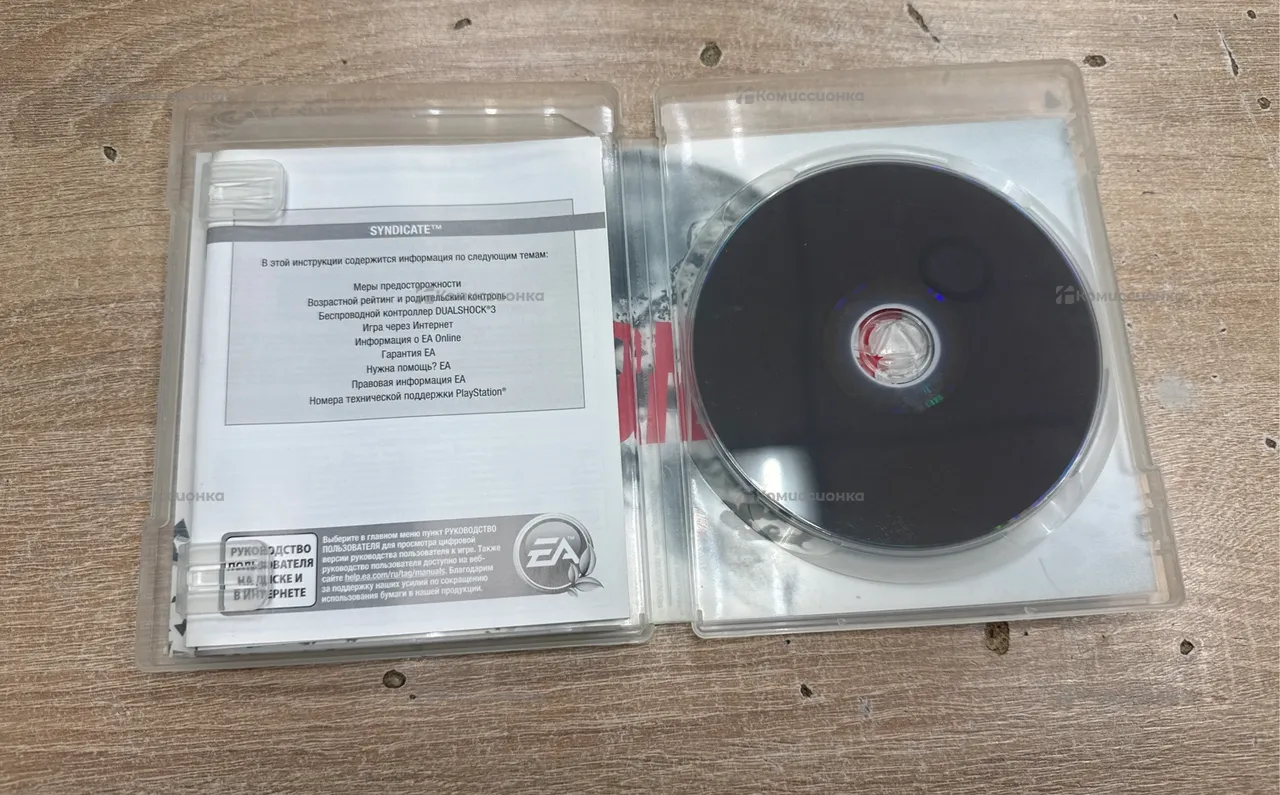 Комиссионка
SYNDICATE™
В этой инструкции содержится информация по следующим темам:
Меры предосторожности
Возрастной рейтинг и родительский контроль
Комиссионка
Беспроводной контроллер DUALSHOCK®3
Игра через Интернет
Информация о EA Online
Гарантия EA
Нужна помощь? EA
Правовая информация EA
Номера технической поддержки PlayStation®
Комиссионка
Комиссионка
Комиссионка
РУКОВОДСТВО
ПОЛЬЗОВАТЕЛЯ
НА ДИСКЕ И
В ИНТЕРНЕТЕ
Выберите в главном меню пункт РУКОВОДСТВО
ПОЛЬЗОВАТЕЛЯ для просмотра цифровой
версии руководства пользователя к игре. Также
руководство пользователя доступно на веб-
сайте help.ea.com/ru/tag/manuals. Благодарим
за поддержку наших усилий по сокращению
использования бумаги в нашей продукции.
EA